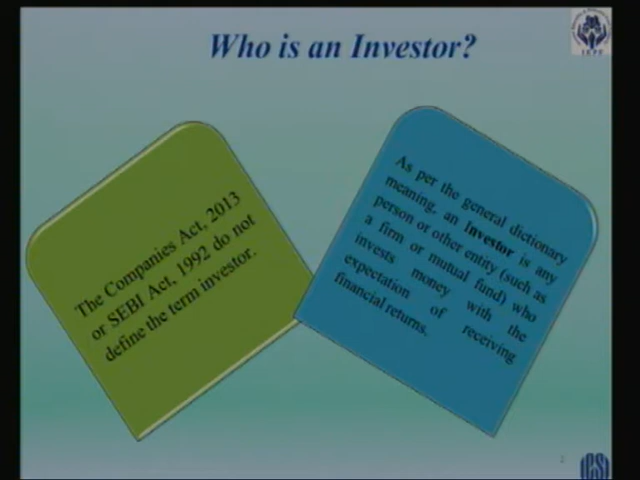 Who is an Investor?
The Companies Act, 2013
or SEBI Act, 1992 do not
define the term investor.
As per the general dictionary
meaning, an Investor is any
person or other entity (such as
a firm or mutual fund) who
invests money with the
expectation of receiving
financial returns.
2
ICSI